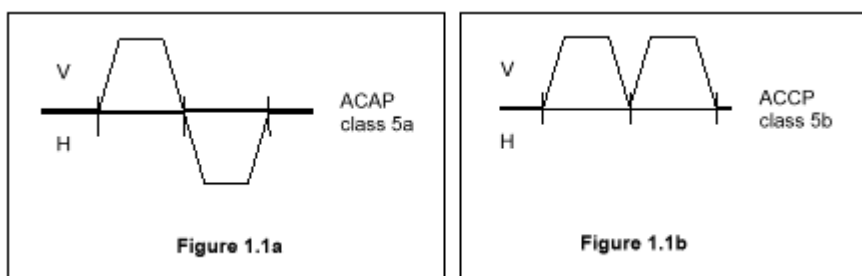 V
H
ACAP
class 5a
Figure 1.1a
V
H
ACCP
class 5b
Figure 1.1b